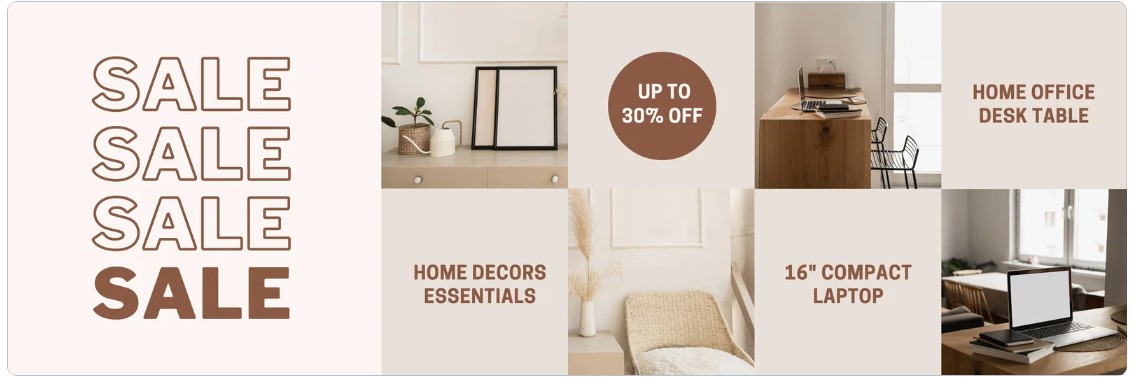 SALE
SALE
SALE
SALE
UP TO
30% OFF
HOME OFFICE
DESK TABLE
HOME DECORS
ESSENTIALS
16" COMPACT
LAPTOP